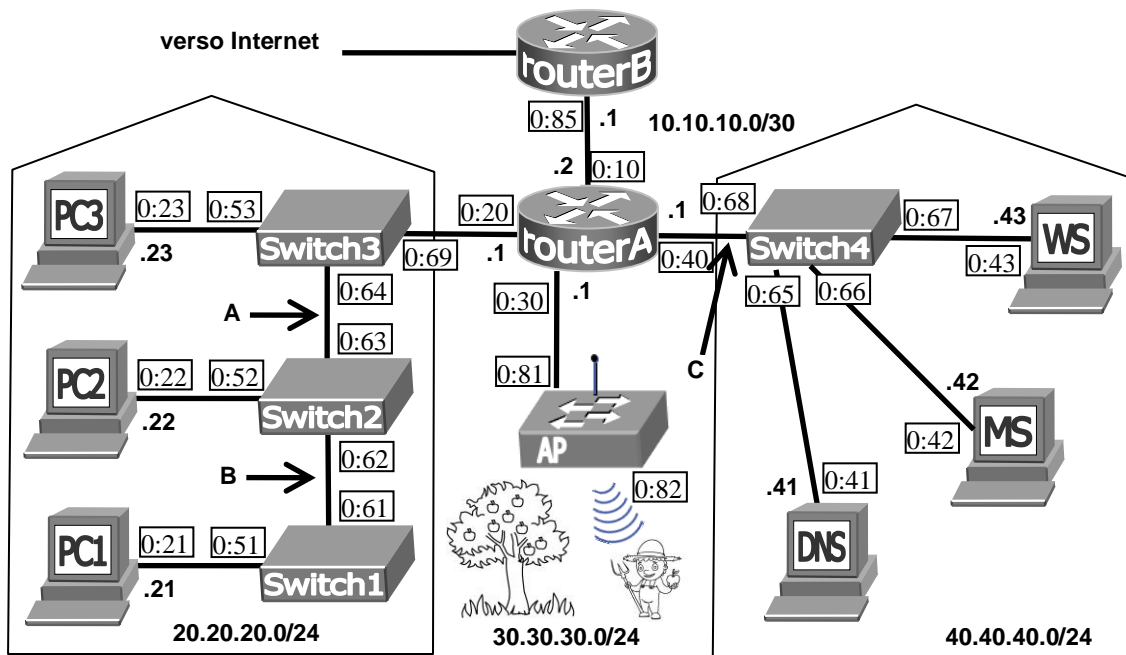 verso Internet
routerB
0:85
.1
10.10.10.0/30
.2
0:10
PC3
0:23
0:53
.23
Switch3
0:69
0:20
.1
routerA
.1
0:40
0:68
Switch4
0:67
.43
WS
0:43
0:65
0:66
A
0:64
0:63
0:30
.1
0:81
C
PC2
0:22
0:52
.22
Switch2
AP
.42
MS
0:42
B
0:62
0:61
0:82
.41
0:41
PC1
0:21
0:51
.21
Switch1
DNS
20.20.20.0/24
30.30.30.0/24
40.40.40.0/24